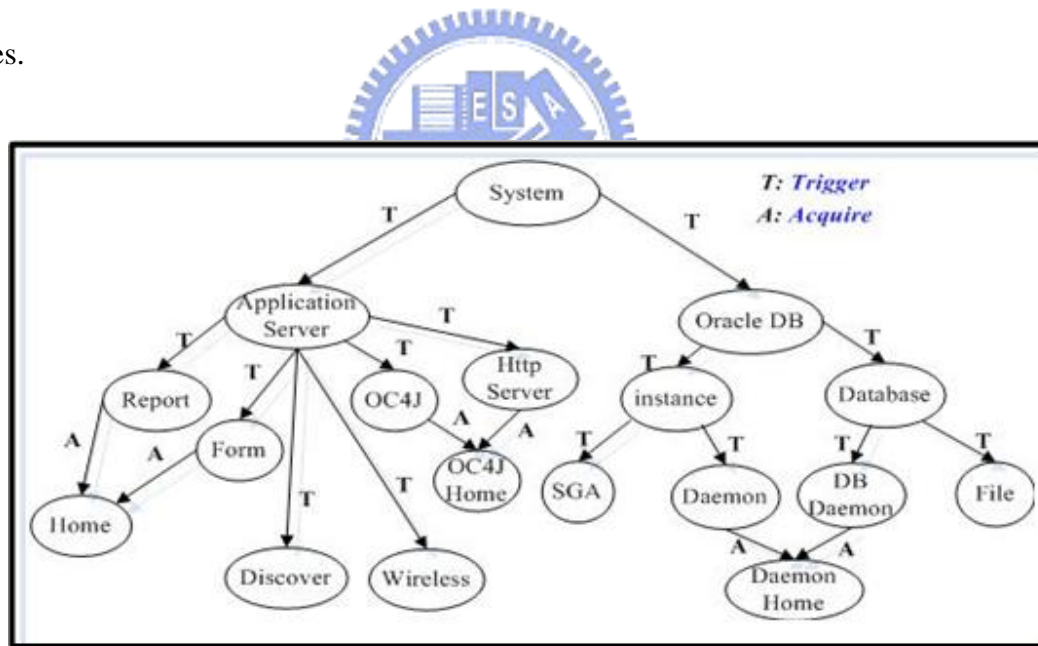 es.
E S A
System
T: Trigger
A: Acquire
T
T
Application
Server
Oracle DB
T
T
T
T
T
T
T
Report
Form
OC4J
Http
Server
instance
Database
A
A
A
A
T
T
T
T
T
T
Home
OC4J
Home
SGA
Daemon
DB
Daemon
File
A
A
Discover
Wireless
Daemon
Home